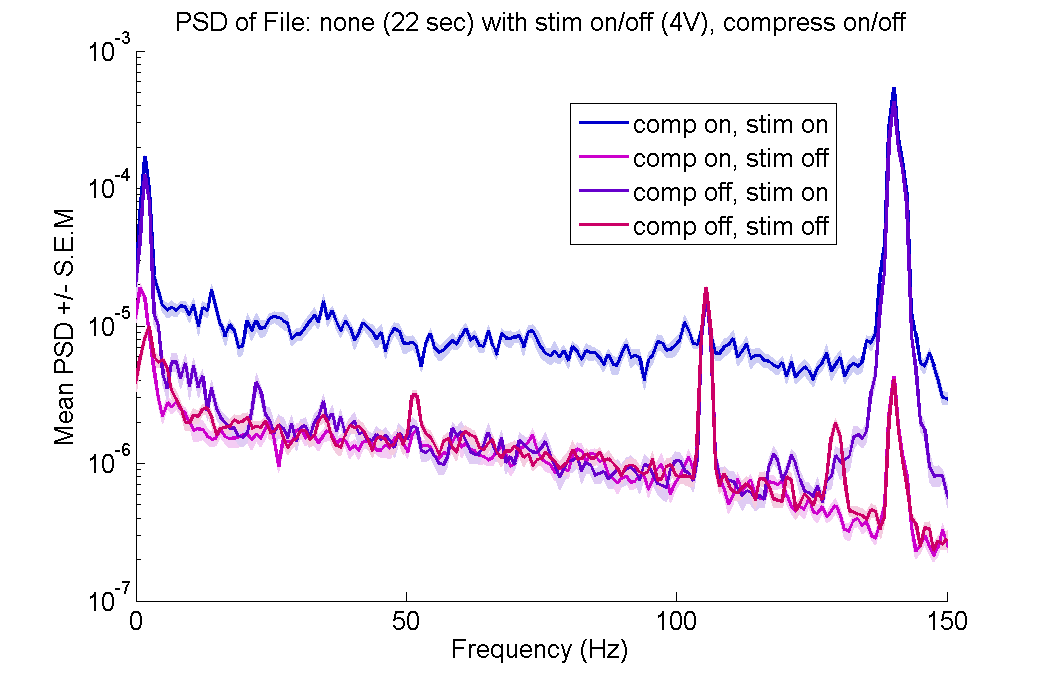 PSD of File: none (22 sec) with stim on/off (4V), compress on/off
10-3
comp on, stim on
comp on, stim off
10-4
comp off, stim on
comp off, stim off
Mean PSD +/- S.E.M
10-5
10-6
10-7
0
50
100
150
Frequency (Hz)